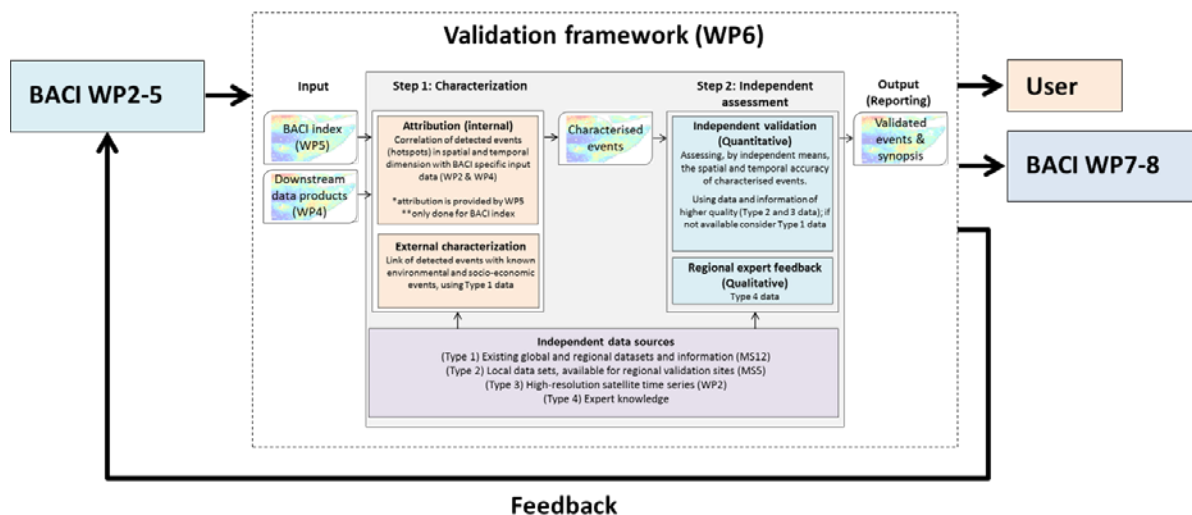 Validation framework (WP6)
BACI WP2-5
Input
BACI index
(WP5)
Downstream
data products
(WP4)
Step 1: Characterization
Attribution (internal)
Correlation of detected events
(hotspots) in spatial and temporal
dimension with BACI specific input
data (WP2 & WP4)
*attribution is provided by WP5
**only done for BACI index
External characterization
Link of detected events with known
environmental and socio-economic
events, using Type 1 data
Characterised
events
Step 2: Independent
assessment
Independent validation
(Quantitative)
Assessing, by independent means,
the spatial and temporal accuracy
of characterised events.
Using data and information of
higher quality (Type 2 and 3 data); if
not available consider Type 1 data
Regional expert feedback
(Qualitative)
Type 4 data
Output
(Reporting)
Validated
events &
synopsis
User
BACI WP7-8
Independent data sources
(Type 1) Existing global and regional datasets and information (MS12)
(Type 2) Local data sets, available for regional validation sites (MS5)
(Type 3) High-resolution satellite time series (WP2)
(Type 4) Expert knowledge
Feedback